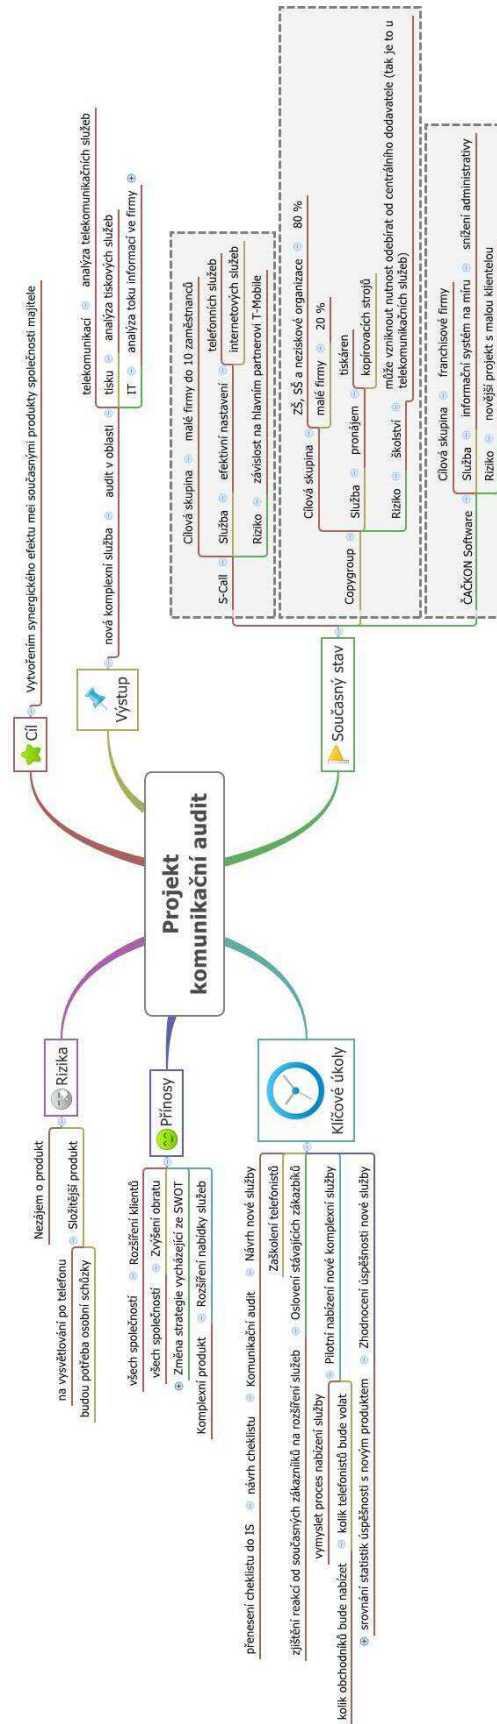 Projekt
komunikační audit
Cíl
Vytvořením synergického efektu mei současnými produkty společností majitele
Výstup
nová komplexní služba
audit v oblasti
telekomunikací
analýza telekomunikačních služeb
tisku
analýza tiskových služeb
IT
analýza toku informací ve firmy
Současný stav
S-Call
Cílová skupina
malé firmy do 10 zaměstnanců
Služba
efektivní nastavení
telefonních služeb
internetových služeb
Riziko
závislost na hlavním partnerovi T-Mobile
Copygroup
Cílová skupina
ZŠ, SŠ a neziskové organizace
80 %
malé firmy
20 %
Služba
pronájem
tiskáren
kopírovacích strojů
Riziko
školství
může vzniknout nutnost odebírat od centrálního dodavatele (tak je to u
telekomunikačních služeb)
ČAČKON Software
Cílová skupina
franchisové firmy
Služba
informační systém na míru
snížení administrativy
Riziko
novější projekt s malou klientelou
Rizika
Nezájem o produkt
Složitější produkt
na vysvětlování po telefonu
budou potřeba osobní schůzky
Přínosy
Rozšíření klientů
všech společností
Zvýšení obratu
všech společností
Změna strategie vycházející ze SWOT
Rozšíření nabídky služeb
Komplexní produkt
Klíčové úkoly
Návrh nové služby
Komunikační audit
návrh cheklistu
přenesení cheklistu do IS
Zaškolení telefonistů
Oslovení stávajících zákazbíků
zjištění reakcí od současných zákazníků na rozšíření služeb
Pilotní nabízení nové komplexní služby
vymyslet proces nabízení služby
kolik telefonistů bude volat
kolik obchodníků bude nabízet
Zhodnocení úspěšnosti nové služby
srovnání statistik úspěšnosti s novým produktem